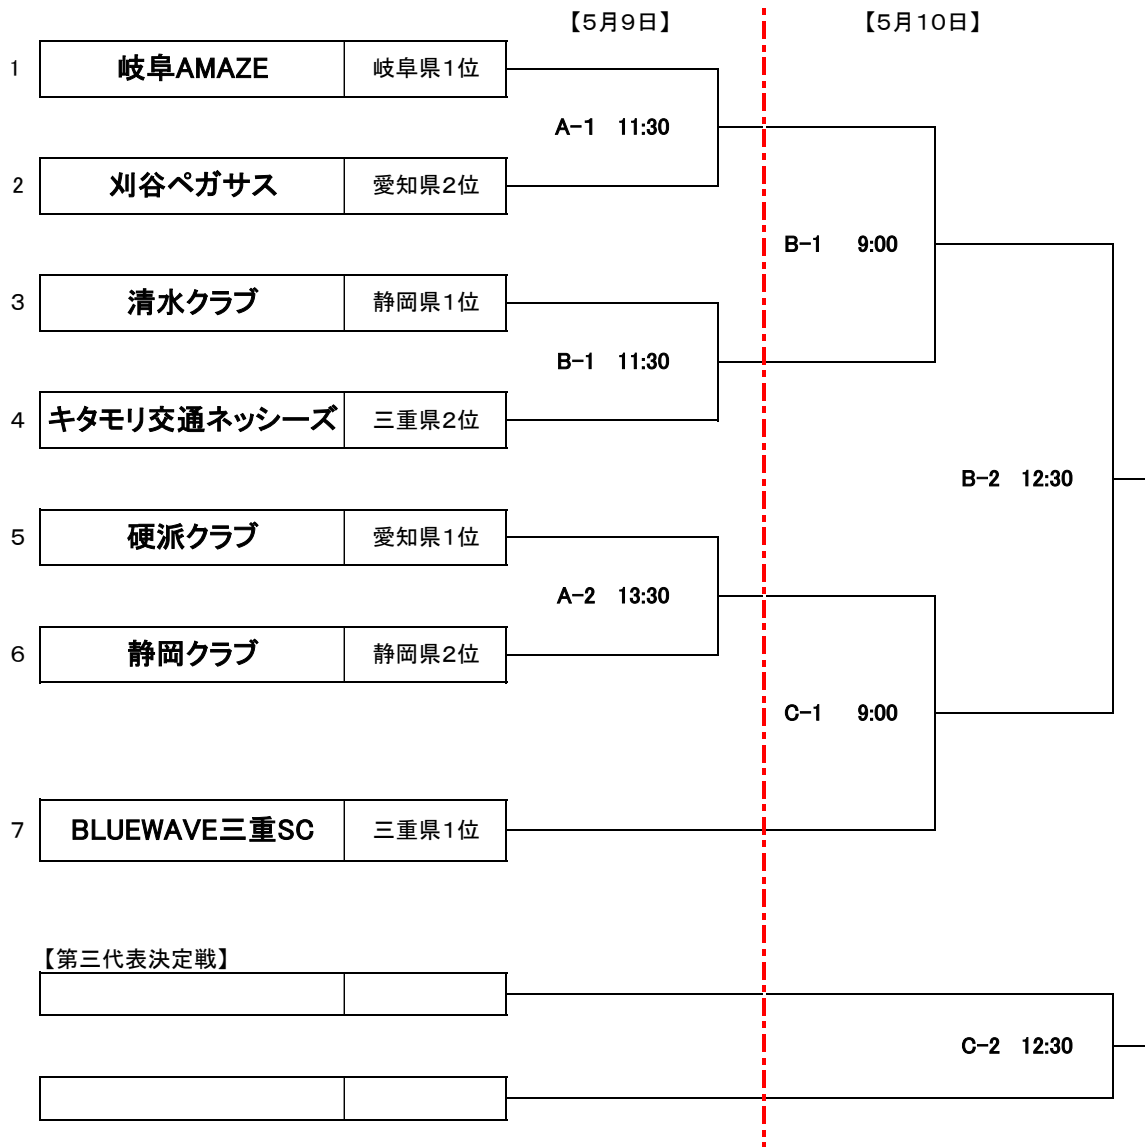 【５月９日】
【５月１０日】
1 岐阜AMAZE 岐阜県１位
A-1 11:30
2 刈谷ペガサス 愛知県２位
B-1 9:00
3 清水クラブ 静岡県１位
B-1 11:30
4 キタモリ交通ネッシーズ 三重県２位
B-2 12:30
5 硬派クラブ 愛知県１位
A-2 13:30
6 静岡クラブ 静岡県２位
C-1 9:00
7 BLUEWAVE三重SC 三重県１位
【第三代表決定戦】
C-2 12:30